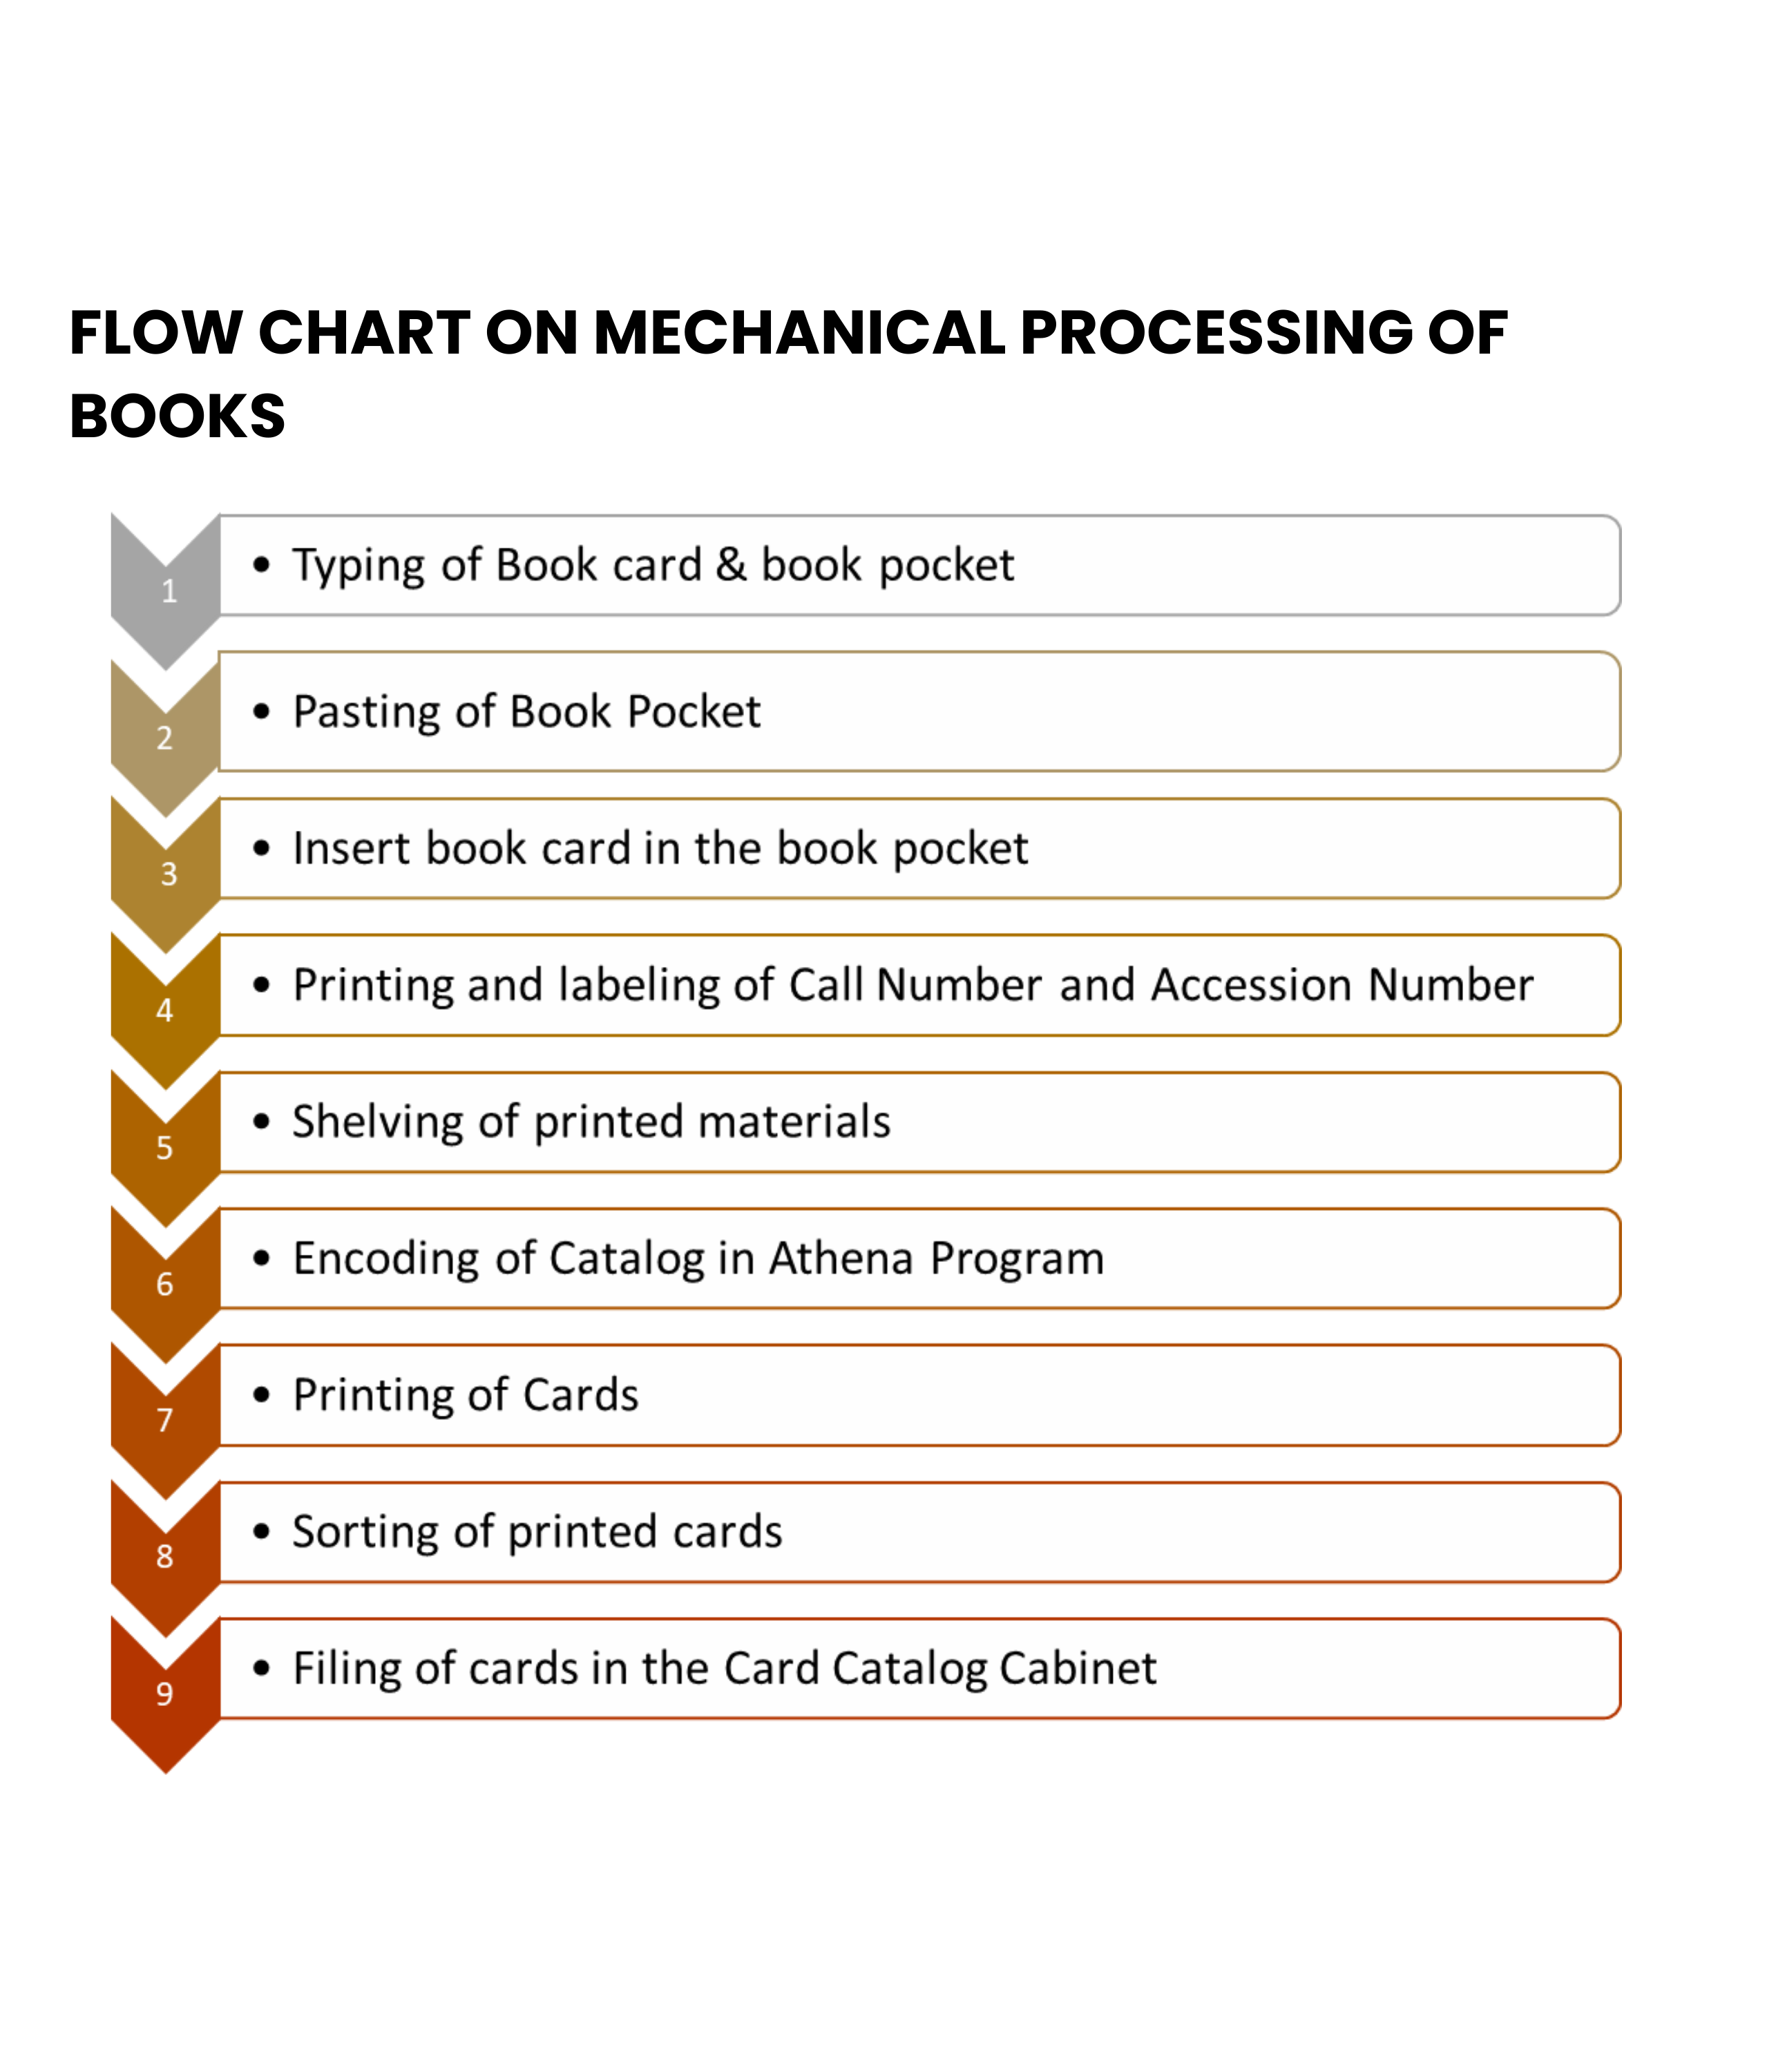 FLOW CHART ON MECHANICAL PROCESSING OF
BOOKS
1
• Typing of Book card & book pocket
2
• Pasting of Book Pocket
3
• Insert book card in the book pocket
4
• Printing and labeling of Call Number and Accession Number
5
• Shelving of printed materials
6
• Encoding of Catalog in Athena Program
7
• Printing of Cards
8
• Sorting of printed cards
9
• Filing of cards in the Card Catalog Cabinet